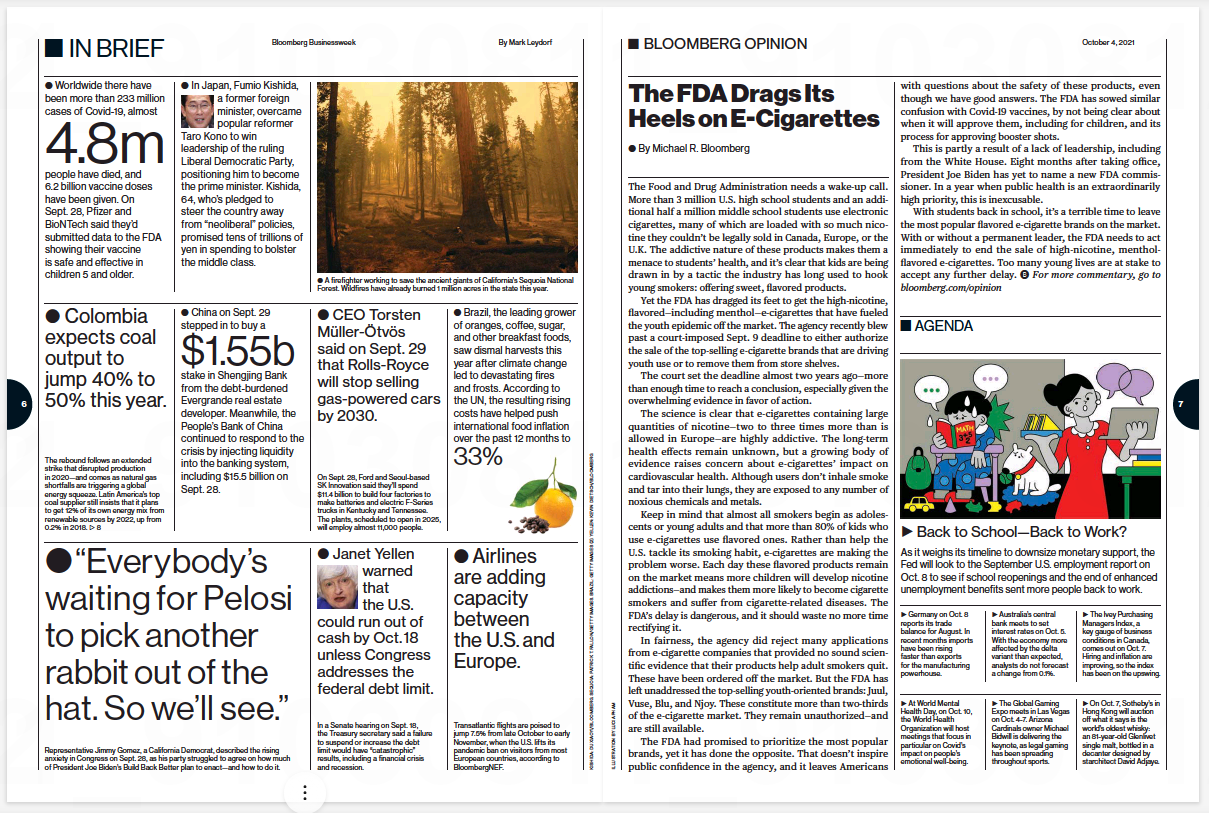 IN BRIEF
Bloomberg Businessweek
By Mark Leydorf
● Worldwide there have
been more than 233 million
cases of Covid-19, almost
4.8m
people have died, and
6.2 billion vaccine doses
have been given. On
Sept. 28, Pfizer and
BioNTech said they'd
submitted data to the FDA
showing their vaccine
is safe and effective in
children 5 and older.
● In Japan, Fumio Kishida,
a former foreign
minister, overcame
popular reformer
Taro Kono to win
leadership of the ruling
Liberal Democratic Party,
positioning him to become
the prime minister. Kishida,
64, who's pledged to
steer the country away
from “neoliberal” policies,
promised tens of trillions of
yen in spending to bolster
the middle class.
● A firefighter working to save the ancient giants of California's Sequoia National
Forest. Wildfires have already burned 1 million acres in the state this year.
● Colombia
expects coal
output to
jump 40% to
50% this year.
The rebound follows an extended
strike that disrupted production
in 2020—and comes as natural gas
shortfalls are triggering a global
energy squeeze. Latin America's top
coal supplier still insists that it plans
to get 12% of its own energy mix from
renewable sources by 2022, up from
0.2% in 2018. ▷ 8
● China on Sept. 29
stepped in to buy a
$1.55b
stake in Shengjing Bank
from the debt-burdened
Evergrande real estate
developer. Meanwhile, the
People's Bank of China
continued to respond to the
crisis by injecting liquidity
into the banking system,
including $15.5 billion on
Sept. 28.
● CEO Torsten
Müller-Ötvös
said on Sept. 29
that Rolls-Royce
will stop selling
gas-powered cars
by 2030.
On Sept. 28, Ford and Seoul-based
SK Innovation said they'll spend
$11.4 billion to build four factories to
make batteries and electric F-Series
trucks in Kentucky and Tennessee.
The plants, scheduled to open in 2025,
will employ almost 11,000 people.
● Brazil, the leading grower
of oranges, coffee, sugar,
and other breakfast foods,
saw dismal harvests this
year after climate change
led to devastating fires
and frosts. According to
the UN, the resulting rising
costs have helped push
international food inflation
over the past 12 months to
33%
6
● “Everybody's
waiting for Pelosi
to pick another
rabbit out of the
hat. So we'll see.”
Representative Jimmy Gomez, a California Democrat, described the rising
anxiety in Congress on Sept. 28, as his party struggled to agree on how much
of President Joe Biden's Build Back Better plan to enact—and how to do it.
● Janet Yellen
warned
that
the U.S.
could run out of
cash by Oct. 18
unless Congress
addresses the
federal debt limit.
In a Senate hearing on Sept. 18,
the Treasury secretary said a failure
to suspend or increase the debt
limit would have “catastrophic”
results, including a financial crisis
and recession.
● Airlines
are adding
capacity
between
the U.S. and
Europe.
Transatlantic flights are poised to
jump 7.5% from late October to early
November, when the U.S. lifts its
pandemic ban on visitors from most
European countries, according to
BloombergNEF.
BLOOMBERG OPINION
October 4, 2021
The FDA Drags Its
Heels on E-Cigarettes
● By Michael R. Bloomberg
The Food and Drug Administration needs a wake-up call.
More than 3 million U.S. high school students and an addi-
tional half a million middle school students use electronic
cigarettes, many of which are loaded with so much nico-
tine they couldn't be legally sold in Canada, Europe, or the
U.K. The addictive nature of these products makes them a
menace to students' health, and it's clear that kids are being
drawn in by a tactic the industry has long used to hook
young smokers: offering sweet, flavored products.
Yet the FDA has dragged its feet to get the high-nicotine,
flavored—including menthol—e-cigarettes that have fueled
the youth epidemic off the market. The agency recently blew
past a court-imposed Sept. 9 deadline to either authorize
the sale of the top-selling e-cigarette brands that are driving
youth use or to remove them from store shelves.
The court set the deadline almost two years ago—more
than enough time to reach a conclusion, especially given the
overwhelming evidence in favor of action.
The science is clear that e-cigarettes containing large
quantities of nicotine—two to three times more than is
allowed in Europe—are highly addictive. The long-term
health effects remain unknown, but a growing body of
evidence raises concern about e-cigarettes' impact on
cardiovascular health. Although users don't inhale smoke
and tar into their lungs, they are exposed to any number of
noxious chemicals and metals.
Keep in mind that almost all smokers begin as adoles-
cents or young adults and that more than 80% of kids who
use e-cigarettes use flavored ones. Rather than help the
U.S. tackle its smoking habit, e-cigarettes are making the
problem worse. Each day these flavored products remain
on the market means more children will develop nicotine
addictions—and makes them more likely to become cigarette
smokers and suffer from cigarette-related diseases. The
FDA's delay is dangerous, and it should waste no more time
rectifying it.
In fairness, the agency did reject many applications
from e-cigarette companies that provided no sound scien-
tific evidence that their products help adult smokers quit.
These have been ordered off the market. But the FDA has
left unaddressed the top-selling youth-oriented brands: Juul,
Vuse, Blu, and Njoy. These constitute more than two-thirds
of the e-cigarette market. They remain unauthorized—and
are still available.
The FDA had promised to prioritize the most popular
brands, yet it has done the opposite. That doesn't inspire
public confidence in the agency, and it leaves Americans
with questions about the safety of these products, even
though we have good answers. The FDA has sowed similar
confusion with Covid-19 vaccines, by not being clear about
when it will approve them, including for children, and its
process for approving booster shots.
This is partly a result of a lack of leadership, including
from the White House. Eight months after taking office,
President Joe Biden has yet to name a new FDA commis-
sioner. In a year when public health is an extraordinarily
high priority, this is inexcusable.
With students back in school, it's a terrible time to leave
the most popular flavored e-cigarette brands on the market.
With or without a permanent leader, the FDA needs to act
immediately to end the sale of high-nicotine, menthol-
flavored e-cigarettes. Too many young lives are at stake to
accept any further delay. B For more commentary, go to
bloomberg.com/opinion
AGENDA
MATH
7
▶ Back to School—Back to Work?
As it weighs its timeline to downsize monetary support, the
Fed will look to the September U.S. employment report on
Oct. 8 to see if school reopenings and the end of enhanced
unemployment benefits sent more people back to work.
▶ Germany on Oct. 8
reports its trade
balance for August. In
recent months imports
have been rising
faster than exports
for the manufacturing
powerhouse.
▶ Australia's central
bank meets to set
interest rates on Oct. 5.
With the economy more
affected by the delta
variant than expected,
analysts do not forecast
a change from 0.1%.
▶ The Ivey Purchasing
Managers Index, a
key gauge of business
conditions in Canada,
comes out on Oct. 7.
Hiring and inflation are
improving, so the index
has been on the upswing.
▶ At World Mental
Health Day, on Oct. 10,
the World Health
Organization will host
meetings that focus in
particular on Covid's
impact on people's
emotional well-being.
▶ The Global Gaming
Expo meets in Las Vegas
on Oct. 4-7. Arizona
Cardinals owner Michael
Bidwill is delivering the
keynote, as legal gaming
has been spreading
throughout sports.
▶ On Oct. 7, Sotheby's in
Hong Kong will auction
off what it says is the
world's oldest whisky:
an 81-year-old Glenlivet
single malt, bottled in a
decanter designed by
starchitect David Adjaye.